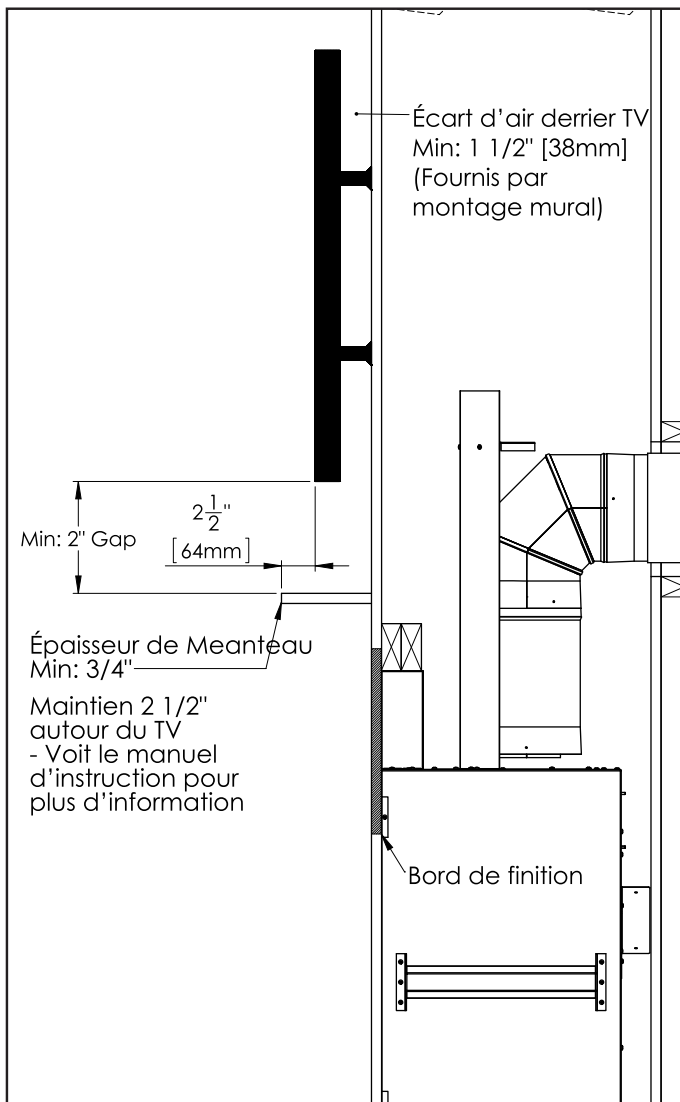 Écart d'air derrier TV
Min: 1 1/2" [38mm]
(Fournis par
montage mural)
Min: 2" Gap
2 1/2"
[64mm]
Épaisseur de Meanteau
Min: 3/4"
Maintien 2 1/2"
autour du TV
- Voit le manuel
d'instruction pour
plus d'information
Bord de finition